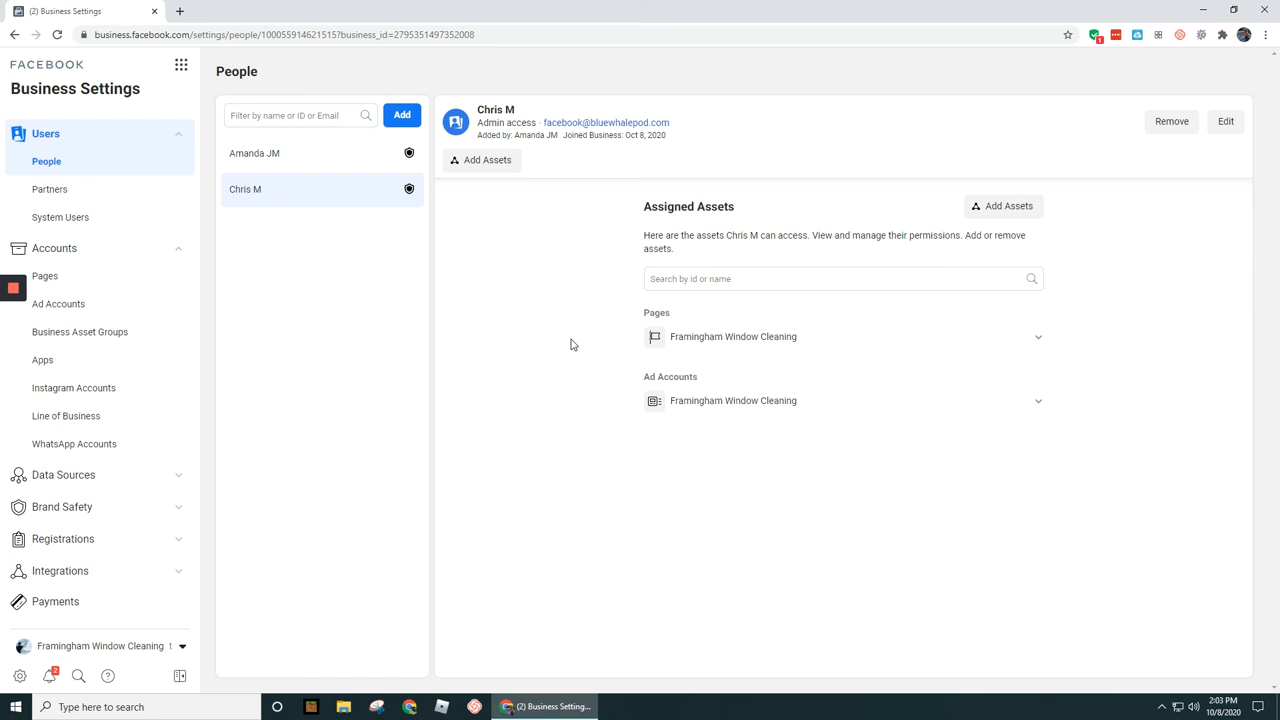 (2) Business Settings
business.facebook.com/settings/people/100055914621515?business_id=2795351497352008
1
FACEBOOK
Business Settings
Users
People
Partners
System Users
Accounts
Pages
Ad Accounts
Business Asset Groups
Apps
Instagram Accounts
Line of Business
WhatsApp Accounts
Data Sources
Brand Safety
Registrations
Integrations
Payments
Framingham Window Cleaning t
2
People
Filter by name or ID or Email
Add
Amanda JM
Chris M
Chris M
Admin access · facebook@bluewhalepod.com
Added by: Amanda JM Joined Business: Oct 8, 2020
Remove
Edit
Add Assets
Assigned Assets
Add Assets
Here are the assets Chris M can access. View and manage their permissions. Add or remove
assets.
Search by id or name
Pages
Framingham Window Cleaning
Ad Accounts
Framingham Window Cleaning
Type here to search
(2) Business Setting...
2:03 PM
10/8/2020